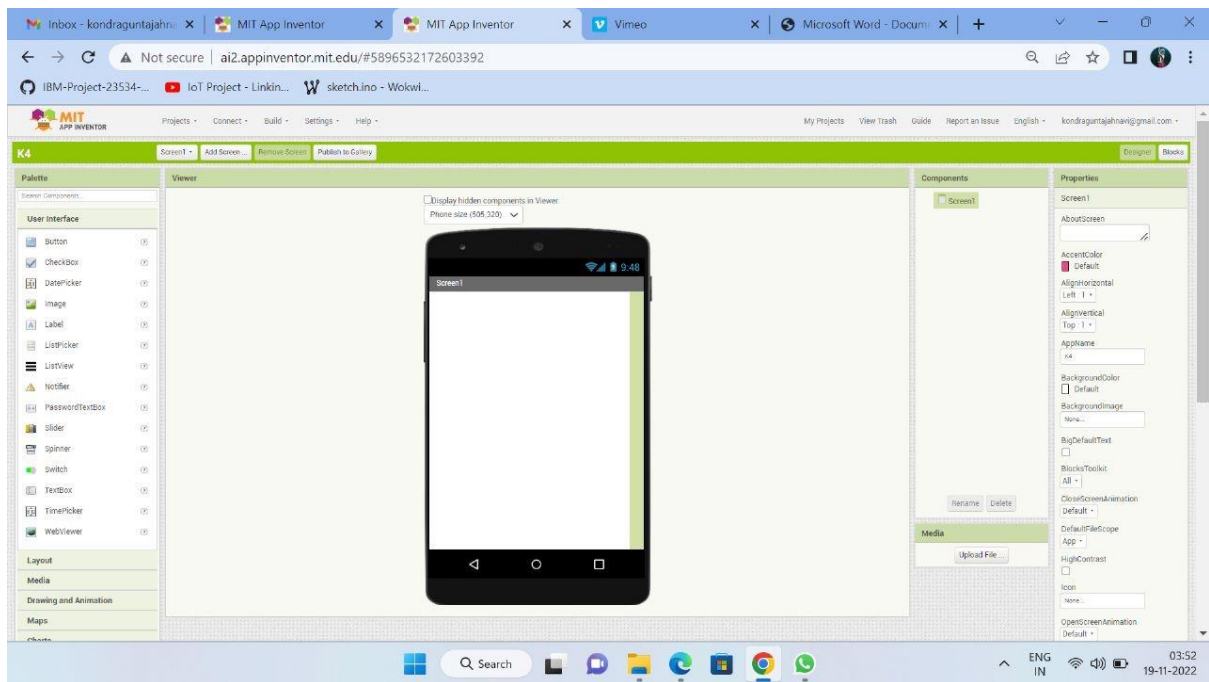 Inbox - kondraguntajahna
MIT App Inventor
MIT App Inventor
Vimeo
Microsoft Word - Docum
Not secure | ai2.appinventor.mit.edu/#5896532172603392
IBM-Project-23534-...
IoT Project - Linkin...
sketch.ino - Wokwi...
MIT
APP INVENTOR
Projects
Connect
Build
Settings
Help
My Projects
View Trash
Guide
Report an Issue
English
kondraguntajahnavi@gmail.com
K4
Screen1
Add Screen ...
Remove Screen
Publish to Gallery
Designer
Blocks
Palette
Search Components...
User Interface
Button
CheckBox
DatePicker
Image
Label
ListPicker
ListView
Notifier
PasswordTextBox
Slider
Spinner
Switch
TextBox
TimePicker
WebViewer
Layout
Media
Drawing and Animation
Maps
Charts
Viewer
Display hidden components in Viewer
Phone size (505,320)
9:48
Screen1
Components
Screen1
Rename
Delete
Media
Upload File ...
Properties
Screen1
AboutScreen
AccentColor
Default
AlignHorizontal
Left : 1
AlignVertical
Top : 1
AppName
K4
BackgroundColor
Default
BackgroundImage
None...
BigDefaultText
BlocksToolkit
All
CloseScreenAnimation
Default
DefaultFileScope
App
HighContrast
Icon
None...
OpenScreenAnimation
Default
Search
ENG
IN
03:52
19-11-2022